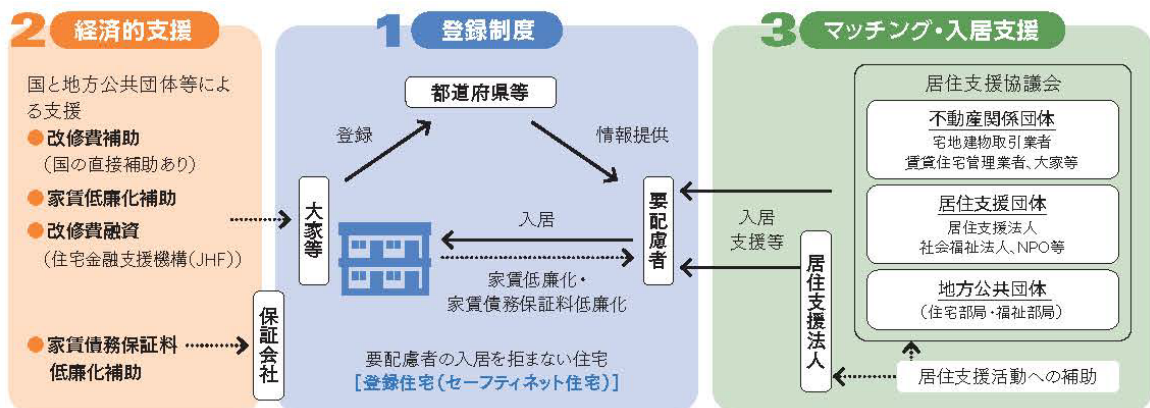 2 経済的支援
国と地方公共団体等によ
る支援
●改修費補助
(国の直接補助あり)
●家賃低廉化補助
●改修費融資
(住宅金融支援機構(JHF))
●家賃債務保証料
低廉化補助
保証会社
1 登録制度
都道府県等
登録
情報提供
大家等
要配慮者
入居
家賃低廉化・
家賃債務保証料低廉化
要配慮者の入居を拒まない住宅
[登録住宅(セーフティネット住宅)]
3 マッチング・入居支援
入居
支援等
居住支援法人
居住支援協議会
不動産関係団体
宅地建物取引業者
賃貸住宅管理業者、大家等
居住支援団体
居住支援法人
社会福祉法人、NPO等
地方公共団体
(住宅部局・福祉部局)
居住支援活動への補助